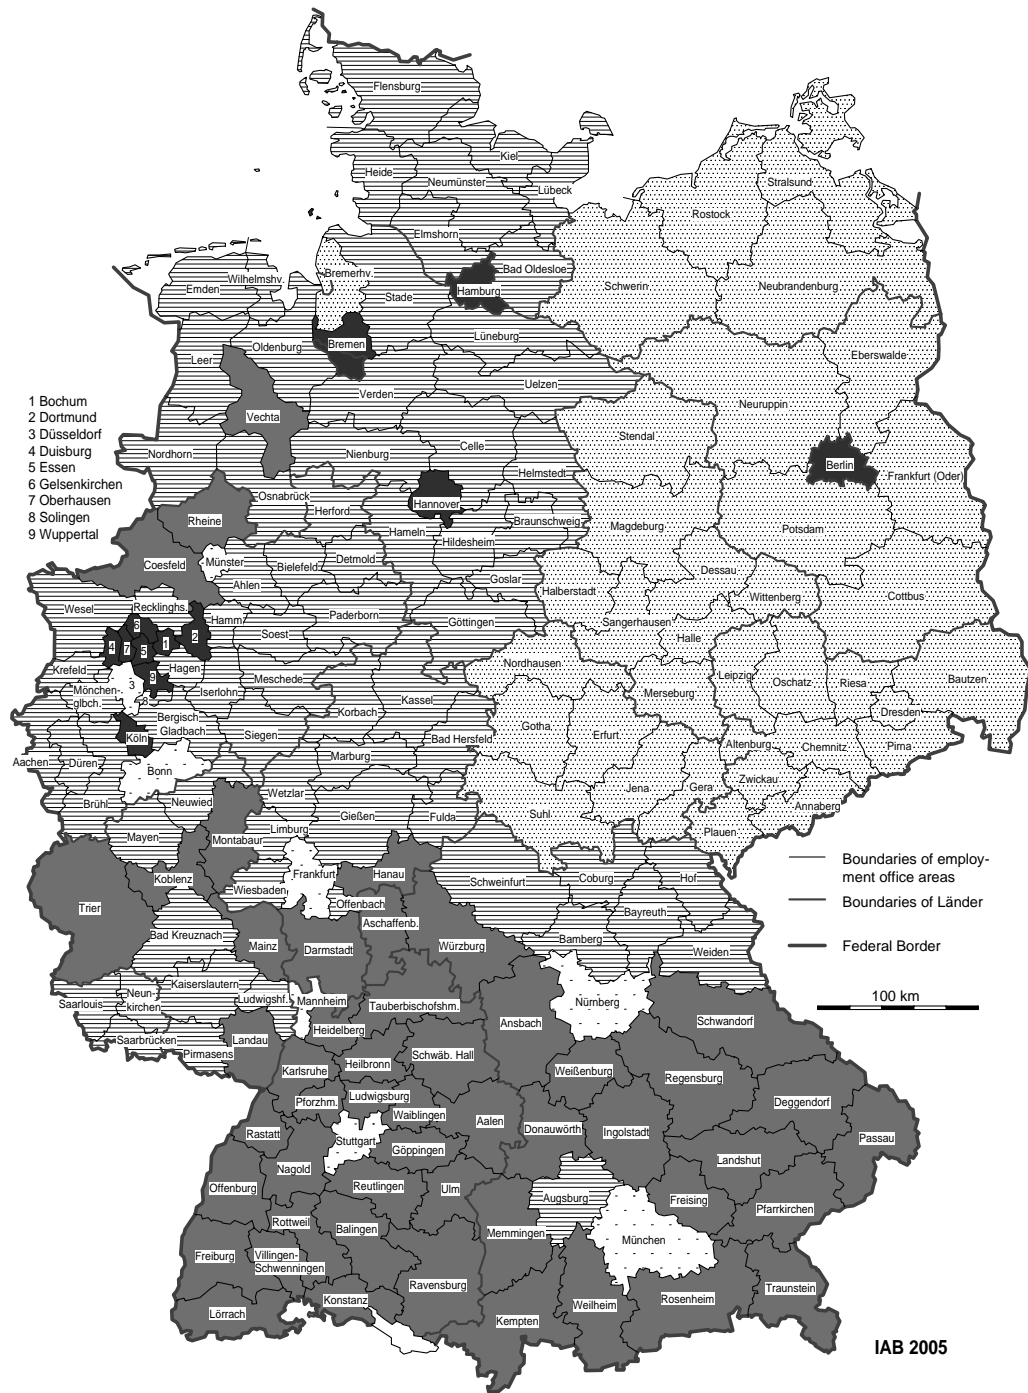 Flensburg
Kiel
Heide
Neumünster
Lübeck
Stralsund
Rostock
Elmshorn
Bad Oldesloe
Bremerhv.
Wilhelmshv.
Emden
Stade
Hamburg
Schwerin
Neubrandenburg
Lüneburg
Oldenburg
Bremen
Leer
Eberswalde
Uelzen
Verden
Neuruppin
1 Bochum
2 Dortmund
3 Düsseldorf
4 Duisburg
5 Essen
6 Gelsenkirchen
7 Oberhausen
8 Solingen
9 Wuppertal
Vechta
Stendal
Celle
Nordhorn
Nienburg
Berlin
Helmstedt
Frankfurt (Oder)
Osnabrück
Herford
Hannover
Rheine
Braunschweig
Magdeburg
Potsdam
Hameln
Hildesheim
Münster
Detmold
Coesfeld
Bielefeld
Dessau
Goslar
Ahlen
Halberstadt
Wittenberg
Cottbus
Wesel
Recklinghs.
Hamm
Paderborn
Göttingen
Sangerhausen
6
Soest
Halle
4
7
5
1
2
Nordhausen
Krefeld
Hagen
9
Meschede
Leipzig
Oschatz
Riesa
Bautzen
Mönchen-
glbch.
3
8
Iserlohn
Kassel
Merseburg
Korbach
Dresden
Bergisch
Gladbach
Gotha
Köln
Siegen
Bad Hersfeld
Erfurt
Altenburg
Chemnitz
Pirna
Aachen
Düren
Bonn
Marburg
Zwickau
Brühl
Neuwied
Wetzlar
Jena
Gera
Annaberg
Gießen
Fulda
Suhl
Limburg
Plauen
Mayen
Montabaur
Boundaries of employ-
ment office areas
Koblenz
Frankfurt
Hanau
Schweinfurt
Coburg
Hof
Wiesbaden
Offenbach
Boundaries of Länder
Trier
Aschaffenb.
Bayreuth
Bad Kreuznach
Mainz
Darmstadt
Würzburg
Bamberg
Weiden
Federal Border
Kaiserslautern
Saarlouis
Neun-
kirchen
Ludwigshf.
Mannheim
Tauberbischofshm.
Nürnberg
100 km
Ansbach
Schwandorf
Heidelberg
Saarbrücken
Landau
Pirmasens
Schwäb. Hall
Heilbronn
Karlsruhe
Weißenburg
Regensburg
Ludwigsburg
Pforzhm.
Deggendorf
Waiblingen
Aalen
Donauwörth
Ingolstadt
Rastatt
Stuttgart
Passau
Göppingen
Nagold
Landshut
Offenburg
Reutlingen
Ulm
Augsburg
Freising
Pfarrkirchen
Rottweil
Balingen
Memmingen
München
Freiburg
Villingen-
Schwenningen
Ravensburg
Traunstein
Konstanz
Lörrach
Weilheim
Rosenheim
Kempten
IAB 2005